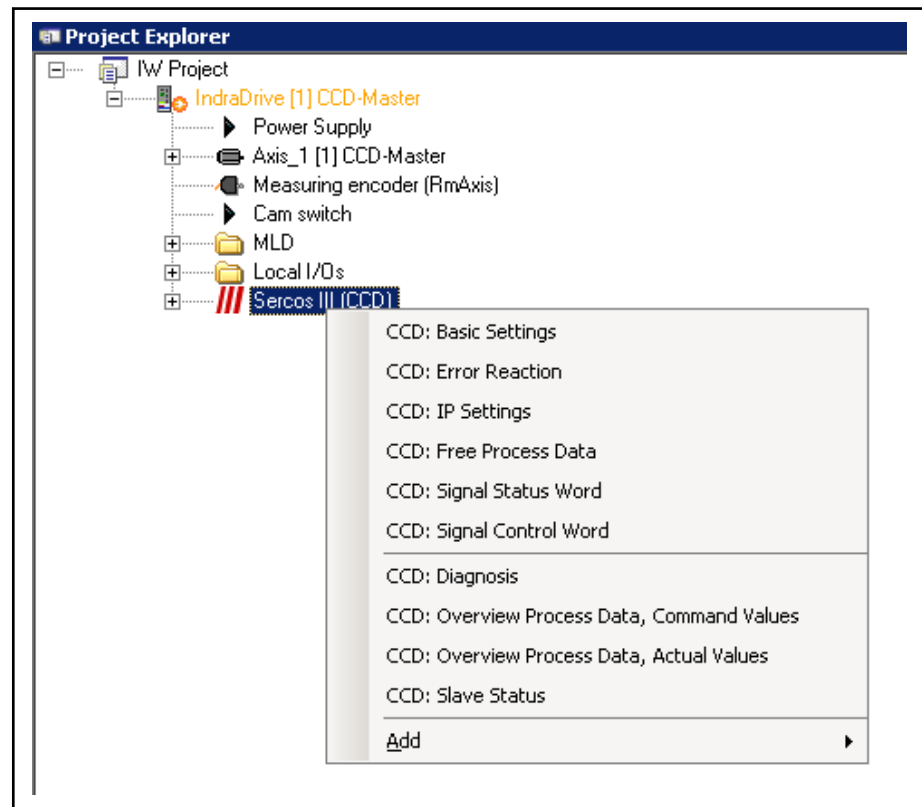 Project Explorer
IW Project
IndraDrive [1] CCD-Master
Power Supply
Axis_1 [1] CCD-Master
Measuring encoder (RmAxis)
Cam switch
MLD
Local I/Os
Sercos III (CCD)
CCD: Basic Settings
CCD: Error Reaction
CCD: IP Settings
CCD: Free Process Data
CCD: Signal Status Word
CCD: Signal Control Word
CCD: Diagnosis
CCD: Overview Process Data, Command Values
CCD: Overview Process Data, Actual Values
CCD: Slave Status
Add